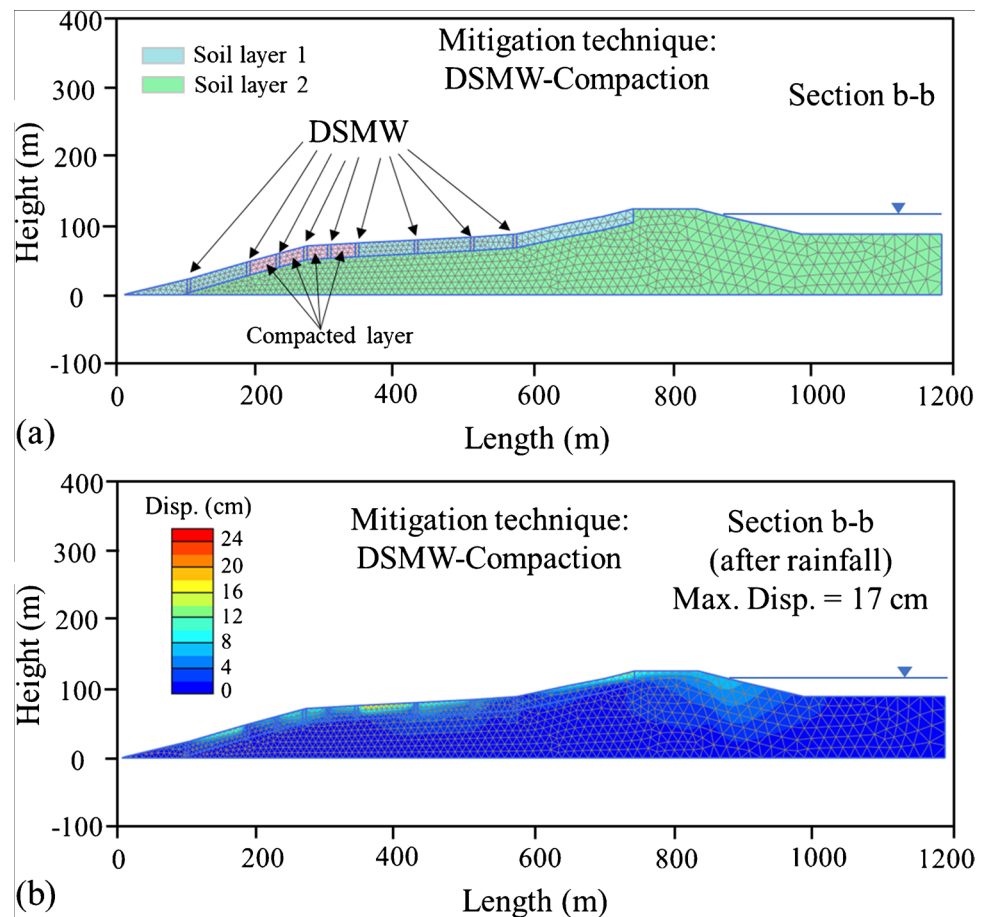 400
300
200
100
0
-100
Height (m)
Soil layer 1
Soil layer 2
Mitigation technique:
DSMW-Compaction
Section b-b
DSMW
Compacted layer
0 200 400 600 800 1000 1200
Length (m)
(a)
400
300
200
100
0
-100
Height (m)
Disp. (cm)
24
20
16
12
8
4
0
Mitigation technique:
DSMW-Compaction
Section b-b
(after rainfall)
Max. Disp. = 17 cm
0 200 400 600 800 1000 1200
Length (m)
(b)